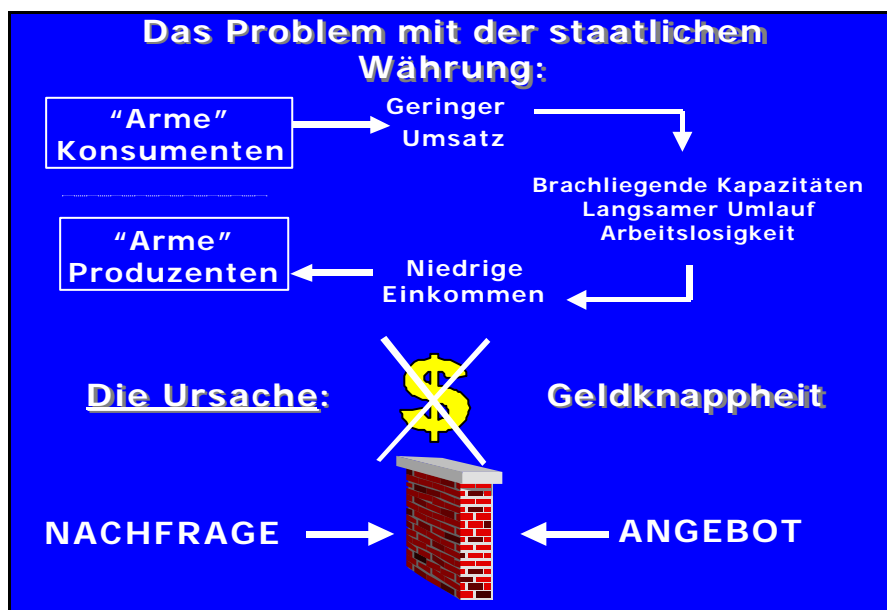 Das Problem mit der staatlichen
Währung:
“Arme”
Konsumenten
Geringer
Umsatz
Brachliegende Kapazitäten
Langsamer Umlauf
Arbeitslosigkeit
“Arme”
Produzenten
Niedrige
Einkommen
Die Ursache:
$
Geldknappheit
NACHFRAGE
ANGEBOT